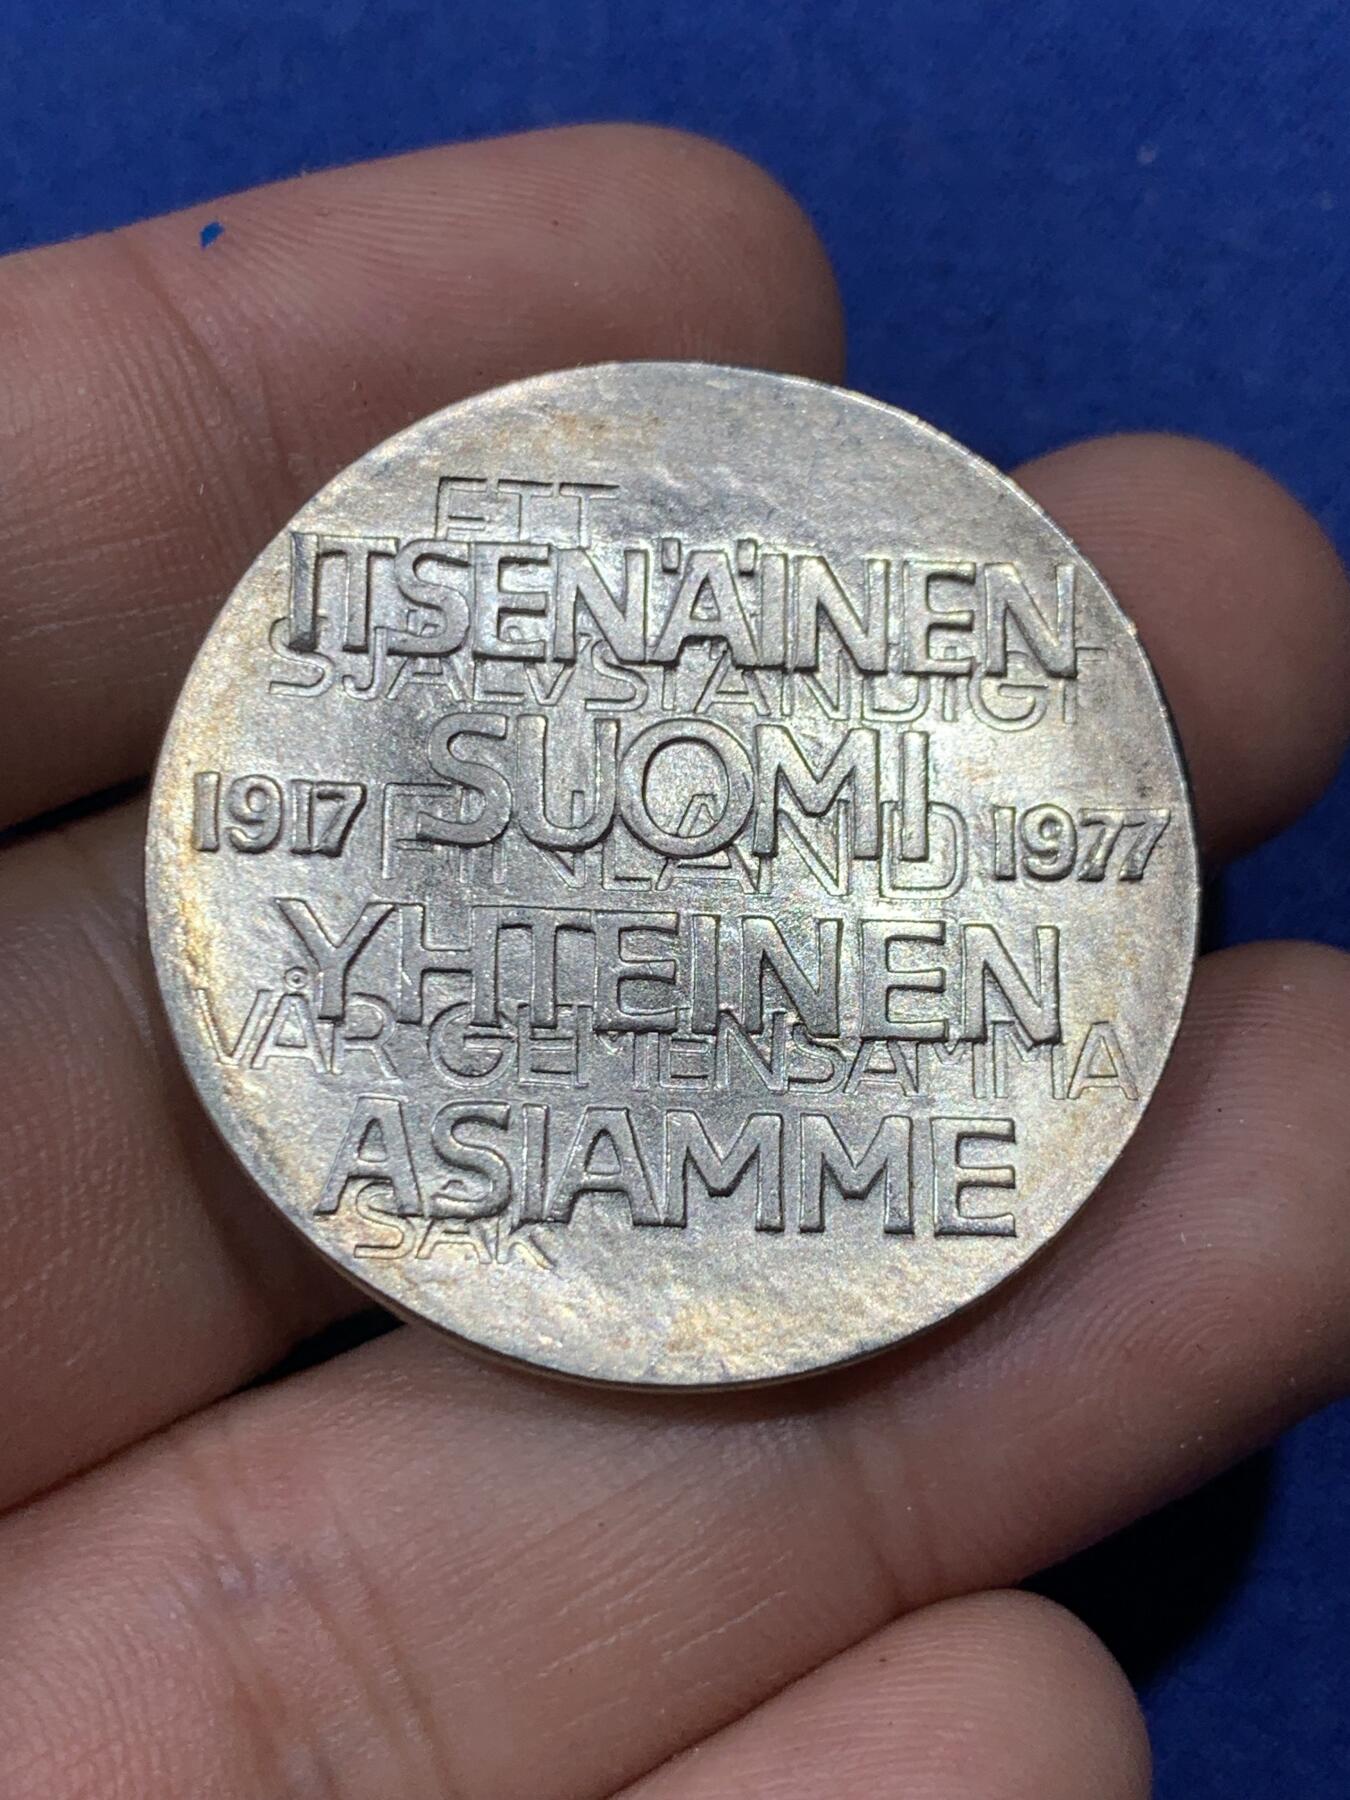 ETT
ITSENÄINEN
SJÄLVSTÄNDIGT
SUOMI
1917 FINLAND 1977
YHTEINEN
VÅR GEMENSAMMA
ASIAMME
SAK